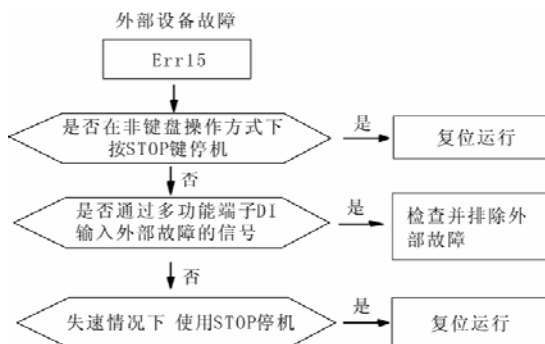 外部设备故障
Err15
是否在非键盘操作方式下
按STOP键停机
是
复位运行
否
是否通过多功能端子DI
输入外部故障的信号
是
检查并排除外
部故障
否
失速情况下 使用STOP停机
是
复位运行